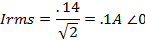 Irms = .14/√2 = .1A ∠0